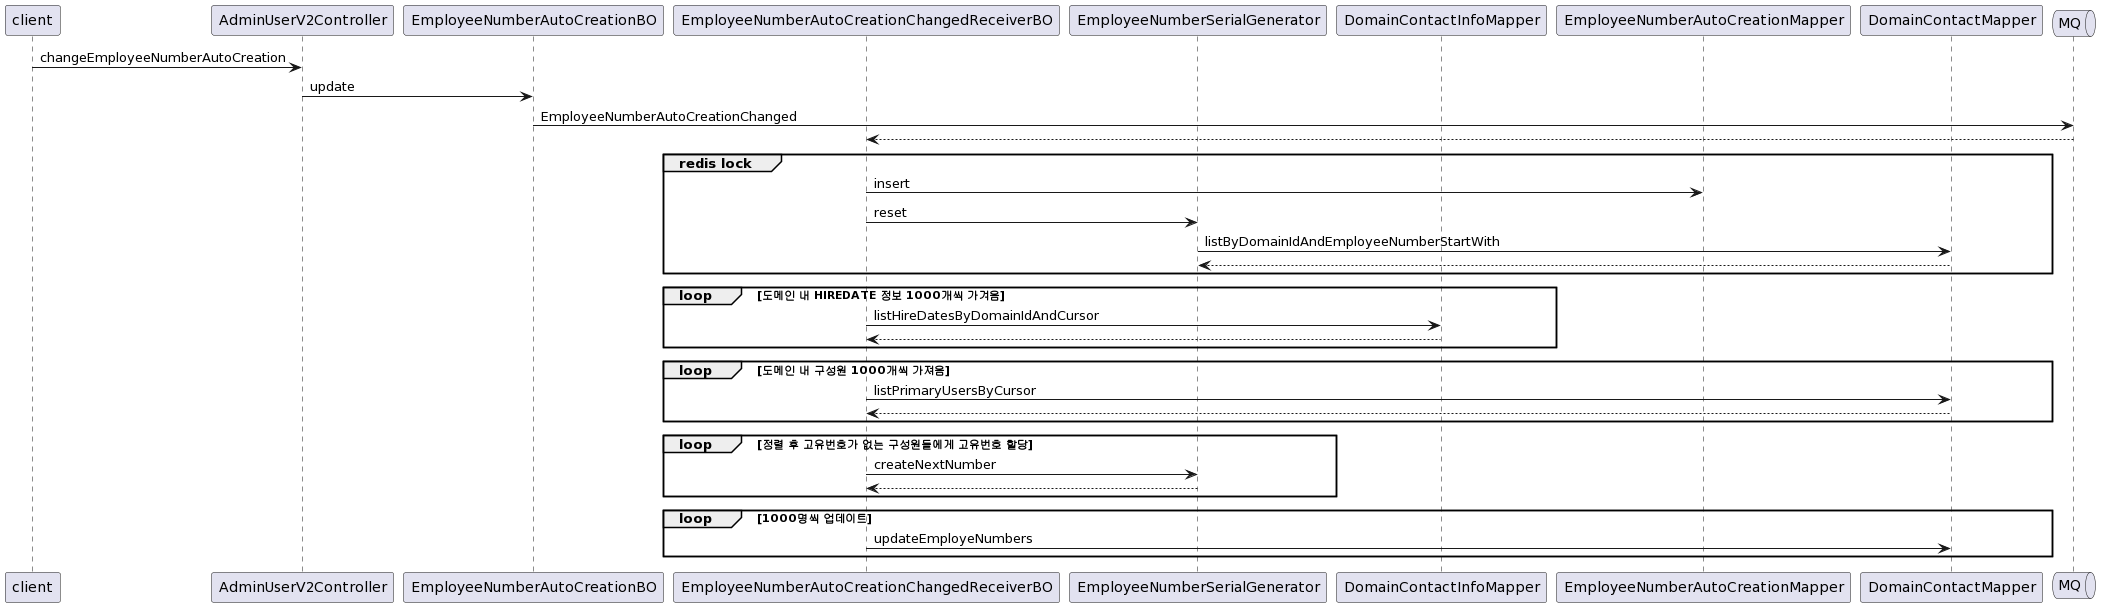 client
AdminUserV2Controller
EmployeeNumberAutoCreationBO
EmployeeNumberAutoCreationChangedReceiverBO
EmployeeNumberSerialGenerator
DomainContactInfoMapper
EmployeeNumberAutoCreationMapper
DomainContactMapper
MQ
changeEmployeeNumberAutoCreation
update
EmployeeNumberAutoCreationChanged
redis lock
insert
reset
listByDomainIdAndEmployeeNumberStartWith
loop [도메인 내 HIREDATE 정보 1000개씩 가져옴]
listHireDatesByDomainIdAndCursor
loop [도메인 내 구성원 1000개씩 가져옴]
listPrimaryUsersByCursor
loop [정렬 후 고유번호가 없는 구성원들에게 고유번호 할당]
createNextNumber
loop [1000명씩 업데이트]
updateEmployeNumbers
client
AdminUserV2Controller
EmployeeNumberAutoCreationBO
EmployeeNumberAutoCreationChangedReceiverBO
EmployeeNumberSerialGenerator
DomainContactInfoMapper
EmployeeNumberAutoCreationMapper
DomainContactMapper
MQ